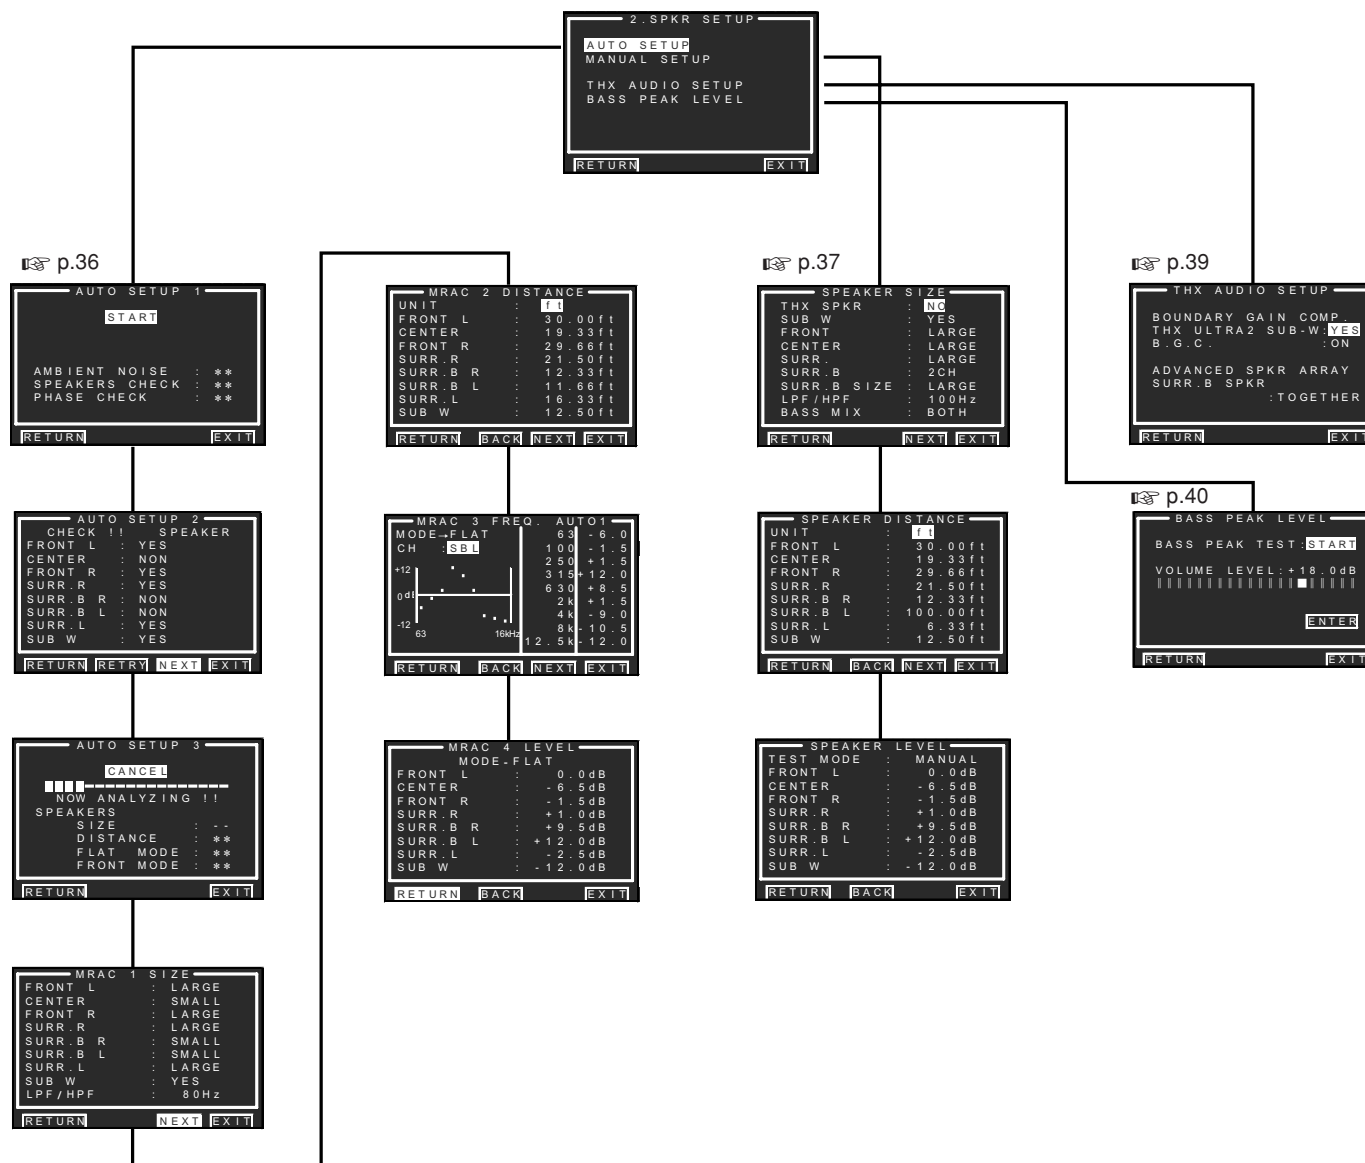 2.SPKR SETUP
AUTO SETUP
MANUAL SETUP
THX AUDIO SETUP
BASS PEAK LEVEL
RETURN EXIT
☞ p.36
AUTO SETUP 1
START
AMBIENT NOISE : **
SPEAKERS CHECK : **
PHASE CHECK : **
RETURN EXIT
AUTO SETUP 2
CHECK !! SPEAKER
FRONT L : YES
CENTER : NON
FRONT R : YES
SURR.R : YES
SURR.B R : NON
SURR.B L : NON
SURR.L : YES
SUB W : YES
RETURN RETRY NEXT EXIT
AUTO SETUP 3
CANCEL
NOW ANALYZING !!
SPEAKERS
SIZE : --
DISTANCE : **
FLAT MODE : **
FRONT MODE : **
RETURN EXIT
MRAC 1 SIZE
FRONT L : LARGE
CENTER : SMALL
FRONT R : LARGE
SURR.R : LARGE
SURR.B R : SMALL
SURR.B L : SMALL
SURR.L : LARGE
SUB W : YES
LPF/HPF : 80Hz
RETURN NEXT EXIT
MRAC 2 DISTANCE
UNIT : ft
FRONT L : 30.00ft
CENTER : 19.33ft
FRONT R : 29.66ft
SURR.R : 21.50ft
SURR.B R : 12.33ft
SURR.B L : 11.66ft
SURR.L : 16.33ft
SUB W : 12.50ft
RETURN BACK NEXT EXIT
MRAC 3 FREQ. AUTO1
MODE→FLAT
CH :SBL
+12
0dB
-12
63 16kHz
63 -6.0
100 -1.5
250 +1.5
315 +12.0
630 +8.5
2k +1.5
4k -9.0
8k -10.5
12.5k -12.0
RETURN BACK NEXT EXIT
MRAC 4 LEVEL
MODE-FLAT
FRONT L : 0.0dB
CENTER : -6.5dB
FRONT R : -1.5dB
SURR.R : +1.0dB
SURR.B R : +9.5dB
SURR.B L : +12.0dB
SURR.L : -2.5dB
SUB W : -12.0dB
RETURN BACK EXIT
☞ p.37
SPEAKER SIZE
THX SPKR : NO
SUB W : YES
FRONT : LARGE
CENTER : LARGE
SURR. : LARGE
SURR.B : 2CH
SURR.B SIZE : LARGE
LPF/HPF : 100Hz
BASS MIX : BOTH
RETURN NEXT EXIT
SPEAKER DISTANCE
UNIT : ft
FRONT L : 30.00ft
CENTER : 19.33ft
FRONT R : 29.66ft
SURR.R : 21.50ft
SURR.B R : 12.33ft
SURR.B L : 100.00ft
SURR.L : 6.33ft
SUB W : 12.50ft
RETURN BACK NEXT EXIT
SPEAKER LEVEL
TEST MODE : MANUAL
FRONT L : 0.0dB
CENTER : -6.5dB
FRONT R : -1.5dB
SURR.R : +1.0dB
SURR.B R : +9.5dB
SURR.B L : +12.0dB
SURR.L : -2.5dB
SUB W : -12.0dB
RETURN BACK EXIT
☞ p.39
THX AUDIO SETUP
BOUNDARY GAIN COMP.
THX ULTRA2 SUB-W:YES
B.G.C. :ON
ADVANCED SPKR ARRAY
SURR.B SPKR
:TOGETHER
RETURN EXIT
☞ p.40
BASS PEAK LEVEL
BASS PEAK TEST:START
VOLUME LEVEL:+18.0dB
ENTER
RETURN EXIT